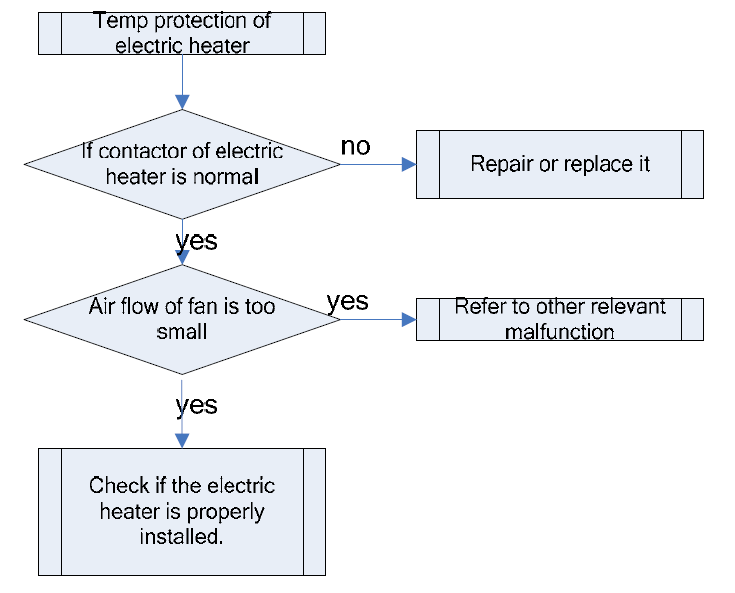 Temp protection of
electric heater
If contactor of electric
heater is normal
no
Repair or replace it
yes
Air flow of fan is too
small
yes
Refer to other relevant
malfunction
yes
Check if the electric
heater is properly
installed.